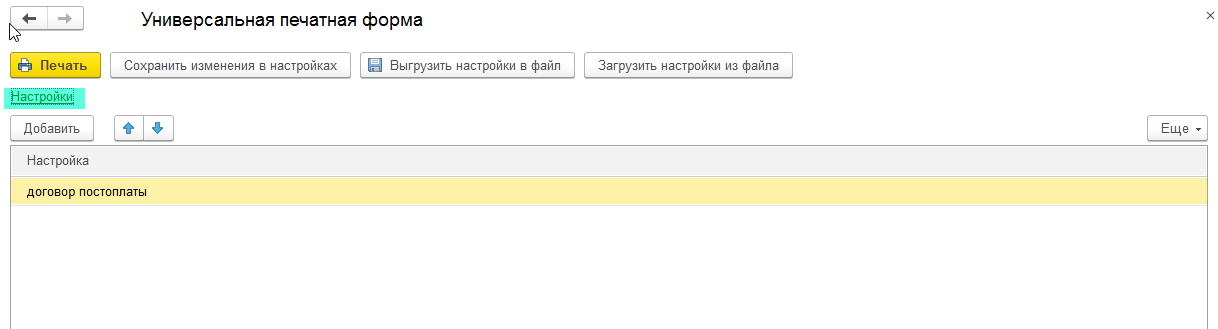 Универсальная печатная форма
Печать Сохранить изменения в настройках Выгрузить настройки в файл Загрузить настройки из файла
Настройки
Добавить Еще
Настройка
договор постоплаты